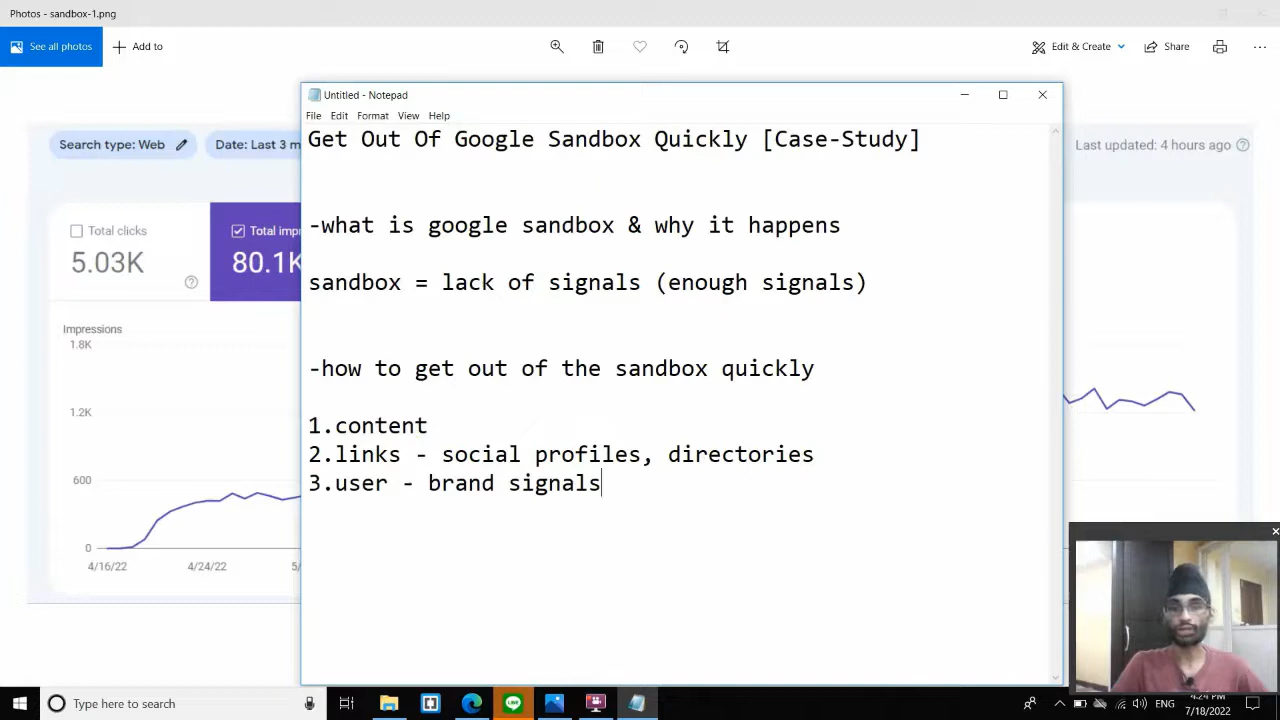 Photos - sandbox-1.png
See all photos
Add to
Edit & Create
Share
Untitled - Notepad
File Edit Format View Help
Get Out Of Google Sandbox Quickly [Case-Study]
Search type: Web
Date: Last 3 m
Last updated: 4 hours ago
-what is google sandbox & why it happens
Total clicks
5.03K
Total imp
80.1K
sandbox = lack of signals (enough signals)
Impressions
1.8K
1.2K
600
0
4/16/22
4/24/22
5/
-how to get out of the sandbox quickly
1.content
2.links - social profiles, directories
3.user - brand signals
Type here to search
ENG
4:24 PM
7/18/2022